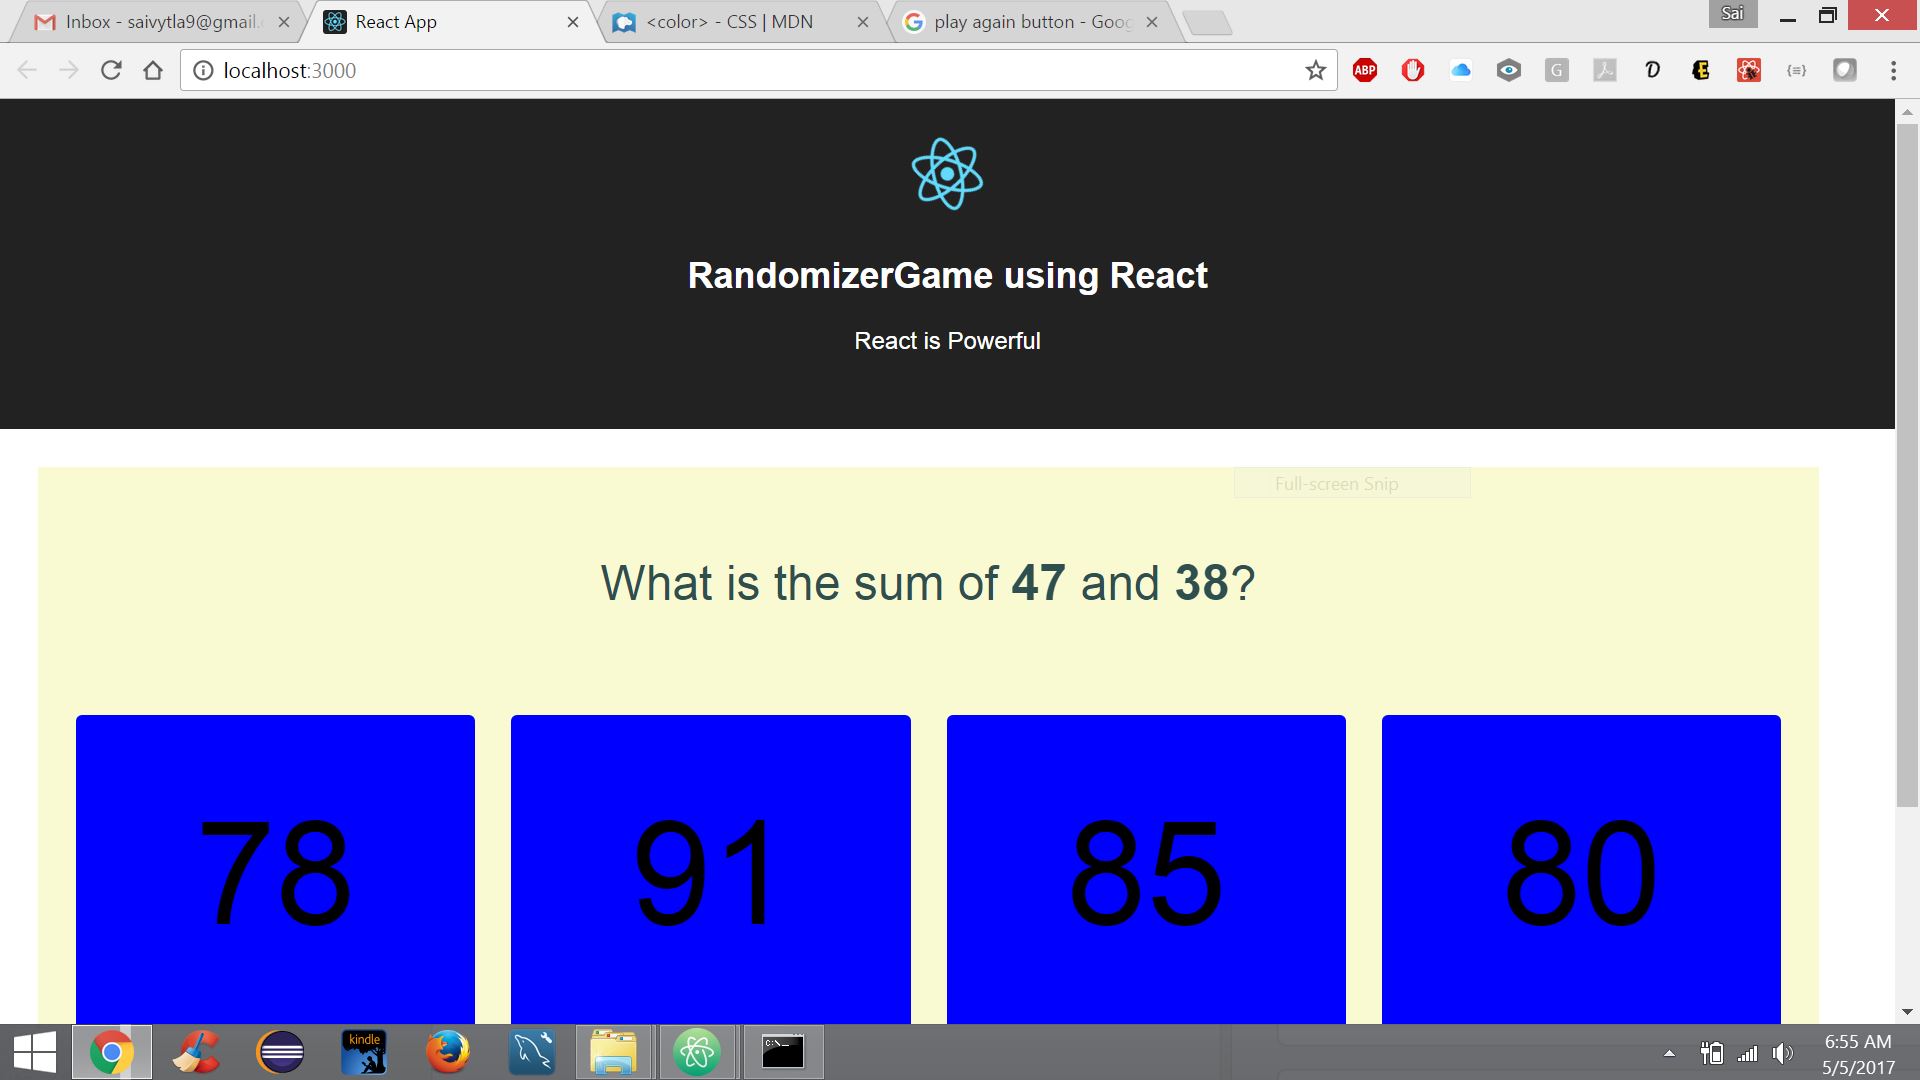 Inbox - saivytla9@gmail.
React App
<color> - CSS | MDN
play again button - Goog
Sai
localhost:3000
ABP
G
D
E
{=}
RandomizerGame using React
React is Powerful
Full-screen Snip
What is the sum of 47 and 38?
78
91
85
80
kindle
C:\_
6:55 AM
5/5/2017